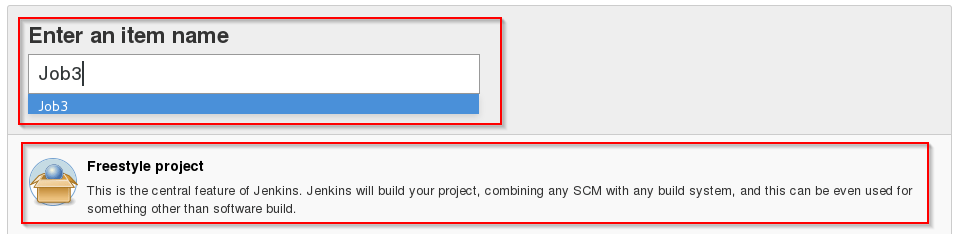 Enter an item name
Job3
Job3
Freestyle project
This is the central feature of Jenkins. Jenkins will build your project, combining any SCM with any build system, and this can be even used for
something other than software build.